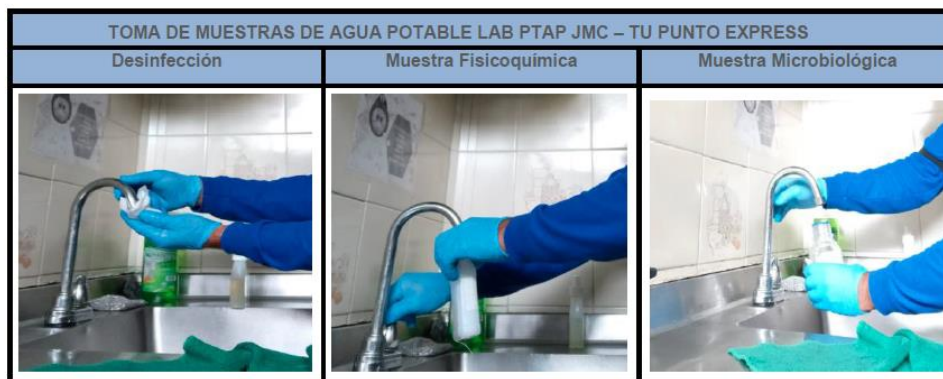 TOMA DE MUESTRAS DE AGUA POTABLE LAB PTAP JMC – TU PUNTO EXPRESS
Desinfección
Muestra Fisicoquímica
Muestra Microbiológica